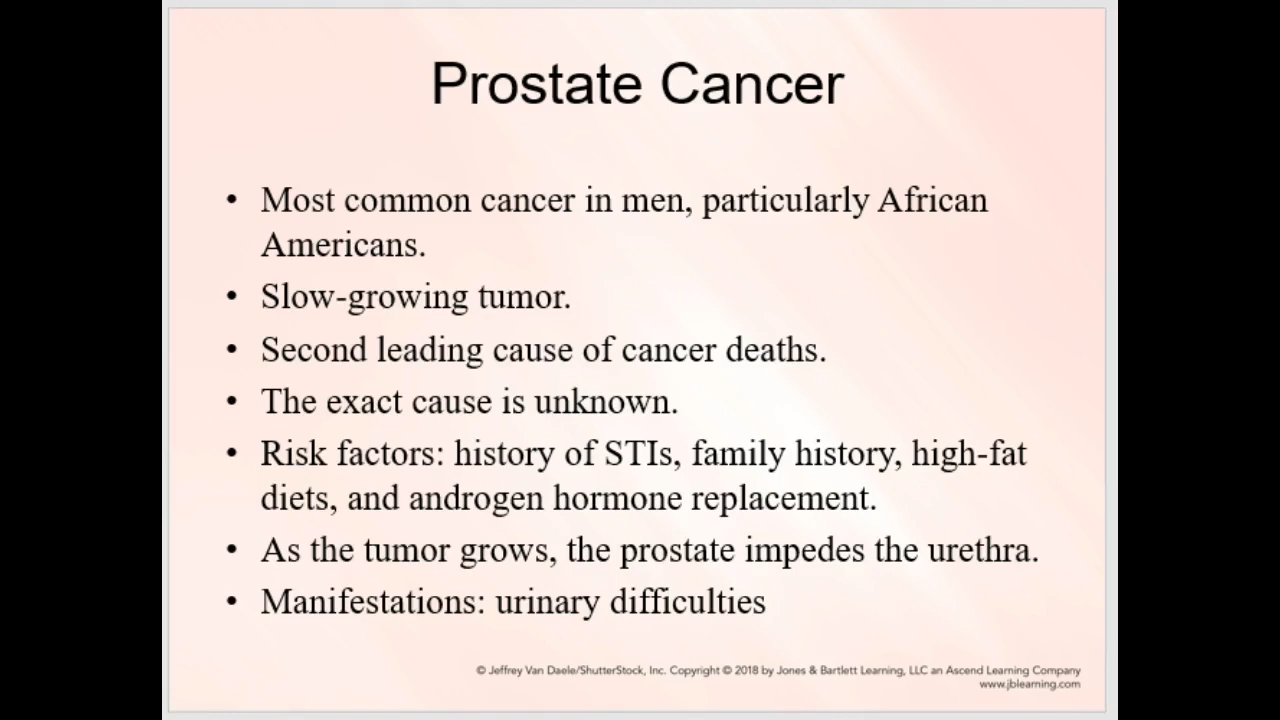 Prostate Cancer
• Most common cancer in men, particularly African
Americans.
• Slow-growing tumor.
• Second leading cause of cancer deaths.
• The exact cause is unknown.
• Risk factors: history of STIs, family history, high-fat
diets, and androgen hormone replacement.
• As the tumor grows, the prostate impedes the urethra.
• Manifestations: urinary difficulties
© Jeffrey Van Daele/ShutterStock, Inc. Copyright © 2018 by Jones & Bartlett Learning, LLC an Ascend Learning Company
www.jblearning.com